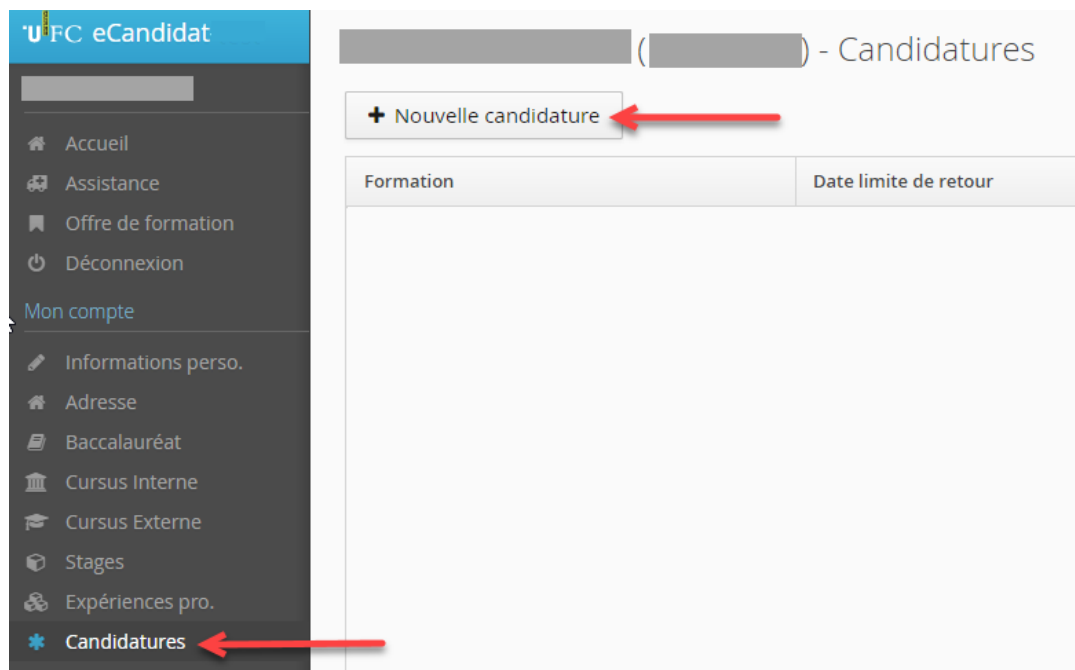 UFC eCandidat
( ) - Candidatures
+ Nouvelle candidature
Accueil
Assistance
Offre de formation
Déconnexion
Mon compte
Informations perso.
Adresse
Baccalauréat
Cursus Interne
Cursus Externe
Stages
Expériences pro.
Candidatures
Formation
Date limite de retour